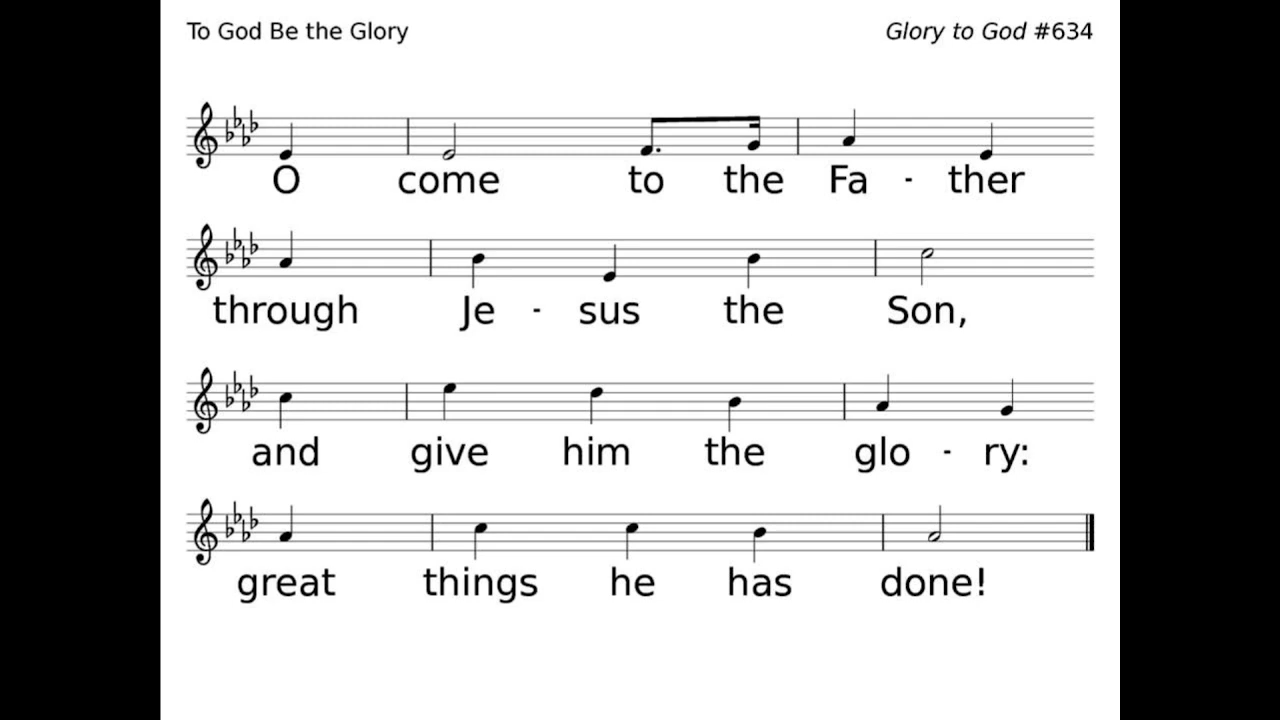 To God Be the Glory
Glory to God #634
O come to the Fa - ther
through Je - sus the Son,
and give him the glo - ry:
great things he has done!